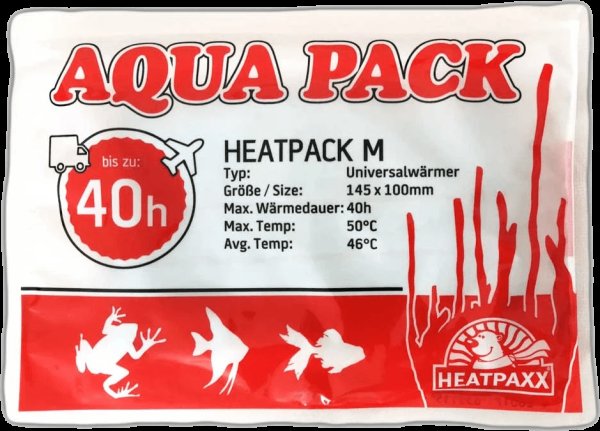 AQUA PACK
bis zu:
40h
HEATPACK M
Typ: Universalwärmer
Größe / Size: 145 x 100mm
Max. Wärmedauer: 40h
Max. Temp: 50°C
Avg. Temp: 46°C
HEATPAXX